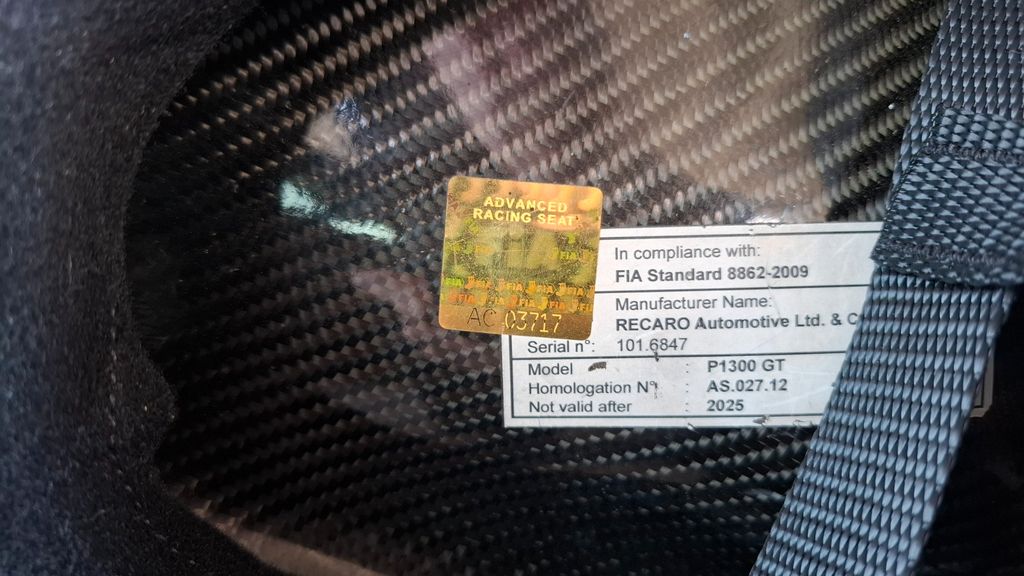 ADVANCED
RACING SEAT
AC 03717
In compliance with:
FIA Standard 8862-2009
Manufacturer Name:
RECARO Automotive Ltd. & C
Serial n°: 101.6847
Model : P1300 GT
Homologation N° : AS.027.12
Not valid after : 2025